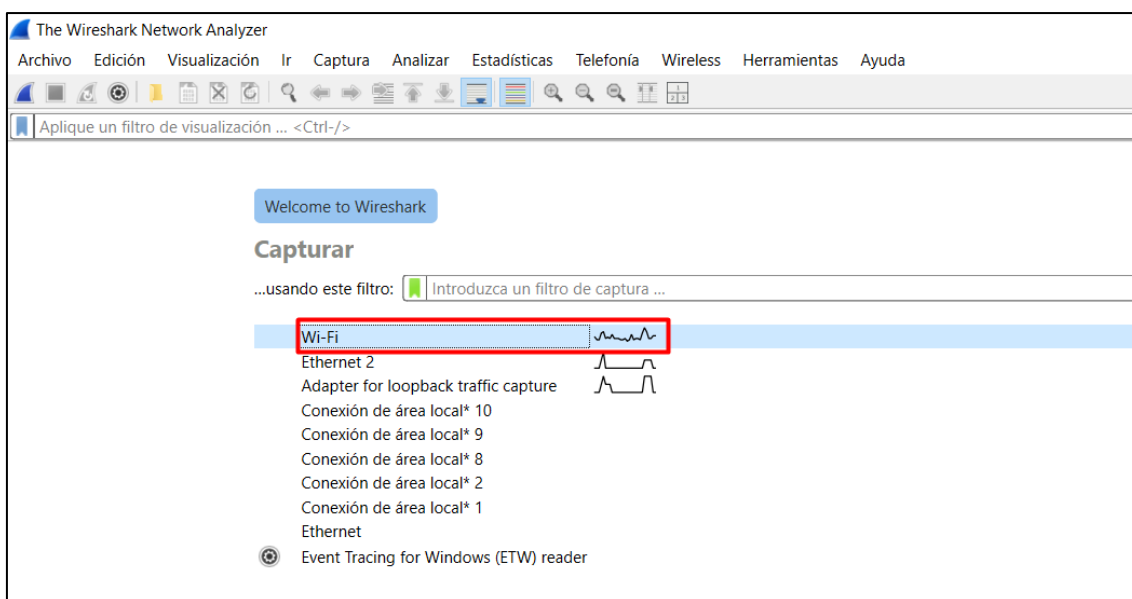 The Wireshark Network Analyzer
Archivo Edición Visualización Ir Captura Analizar Estadísticas Telefonía Wireless Herramientas Ayuda
Aplique un filtro de visualización ... <Ctrl-/>
Welcome to Wireshark
Capturar
...usando este filtro: Introduzca un filtro de captura ...
Wi-Fi
Ethernet 2
Adapter for loopback traffic capture
Conexión de área local* 10
Conexión de área local* 9
Conexión de área local* 8
Conexión de área local* 2
Conexión de área local* 1
Ethernet
Event Tracing for Windows (ETW) reader